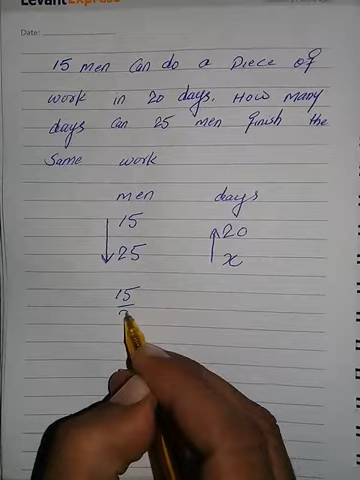 Levant Express
Date:
15 men can do a piece of
work in 20 days. How many
days can 25 men finish the
same work
men days
15 20
25 x
15